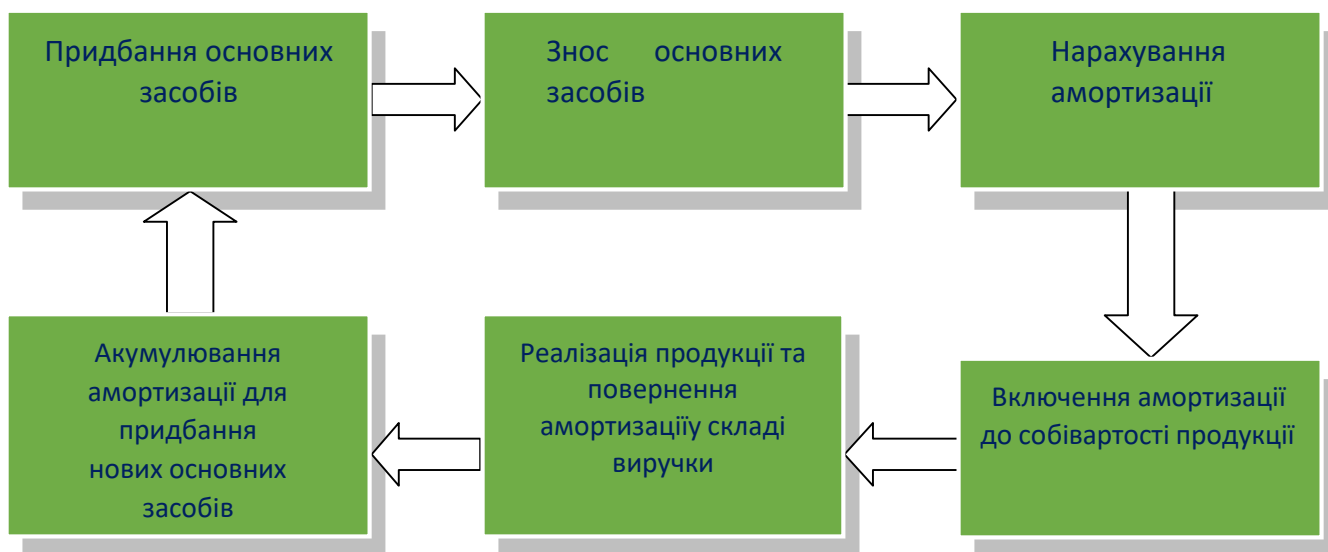 Придбання основних
засобів
Знос основних
засобів
Нарахування
амортизації
Включення амортизації
до собівартості продукції
Реалізація продукції та
повернення
амортизаціїу складі
виручки
Акумулювання
амортизації для
придбання
нових основних
засобів